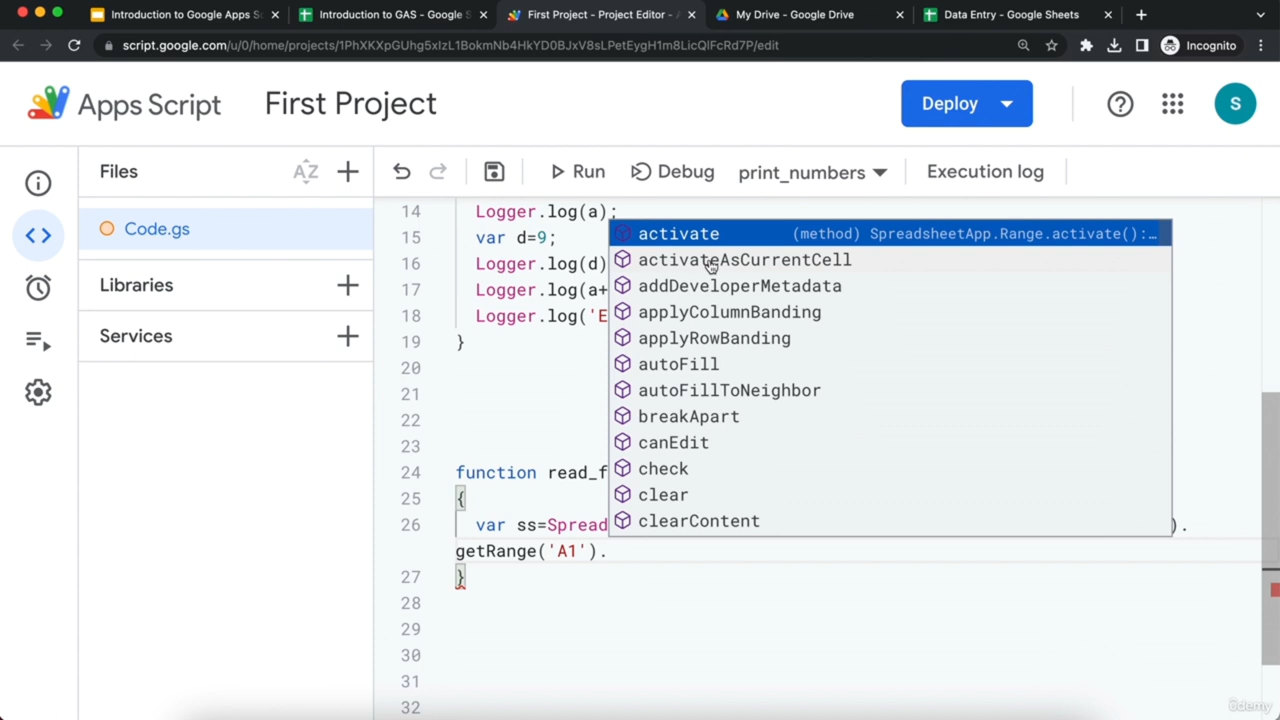 Introduction to Google Apps S
Introduction to GAS - Google S
First Project - Project Editor - A
My Drive - Google Drive
Data Entry - Google Sheets
script.google.com/u/0/home/projects/1PhXKXpGUhg5xIzL1BokmNb4HkYD0BJxV8sLPetEygH1m8LicQlFcRd7P/edit
Incognito
Apps Script
First Project
Deploy
S
Files
AZ
Run
Debug
print_numbers
Execution log
Code.gs
Libraries
Services
14 Logger.log(a);
15 var d=9;
16 Logger.log(d)
17 Logger.log(a+
18 Logger.log('E
19 }
20
21
22
23
24 function read_f
25 {
26 var ss=Spread ).
getRange('A1').
27 }
28
29
30
31
32
activate (method) SpreadsheetApp.Range.activate():…
activateAsCurrentCell
addDeveloperMetadata
applyColumnBanding
applyRowBanding
autoFill
autoFillToNeighbor
breakApart
canEdit
check
clear
clearContent
ûdemy